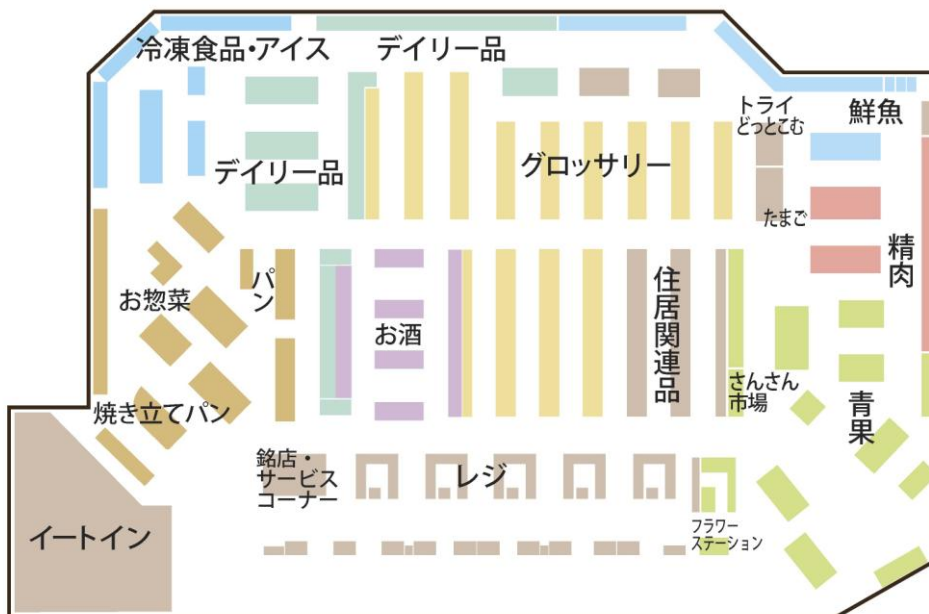 冷凍食品・アイス
デイリー品
トライ
どっとこむ
鮮魚
デイリー品
グロッサリー
たまご
精肉
お惣菜
パン
お酒
住居関連品
さんさん
市場
青果
焼き立てパン
銘店・
サービス
コーナー
レジ
フラワー
ステーション
イートイン